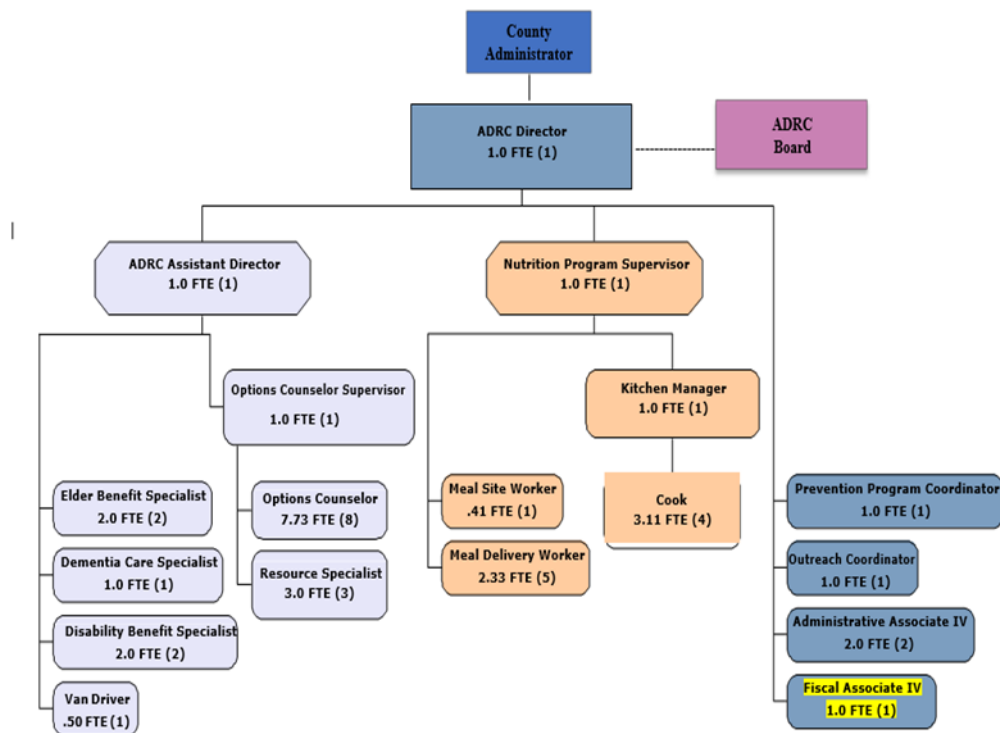 County
Administrator
ADRC Director
1.0 FTE (1)
ADRC
Board
ADRC Assistant Director
1.0 FTE (1)
Nutrition Program Supervisor
1.0 FTE (1)
Options Counselor Supervisor
1.0 FTE (1)
Kitchen Manager
1.0 FTE (1)
Elder Benefit Specialist
2.0 FTE (2)
Options Counselor
7.73 FTE (8)
Meal Site Worker
.41 FTE (1)
Cook
3.11 FTE (4)
Prevention Program Coordinator
1.0 FTE (1)
Dementia Care Specialist
1.0 FTE (1)
Resource Specialist
3.0 FTE (3)
Meal Delivery Worker
2.33 FTE (5)
Outreach Coordinator
1.0 FTE (1)
Disability Benefit Specialist
2.0 FTE (2)
Administrative Associate IV
2.0 FTE (2)
Van Driver
.50 FTE (1)
Fiscal Associate IV
1.0 FTE (1)